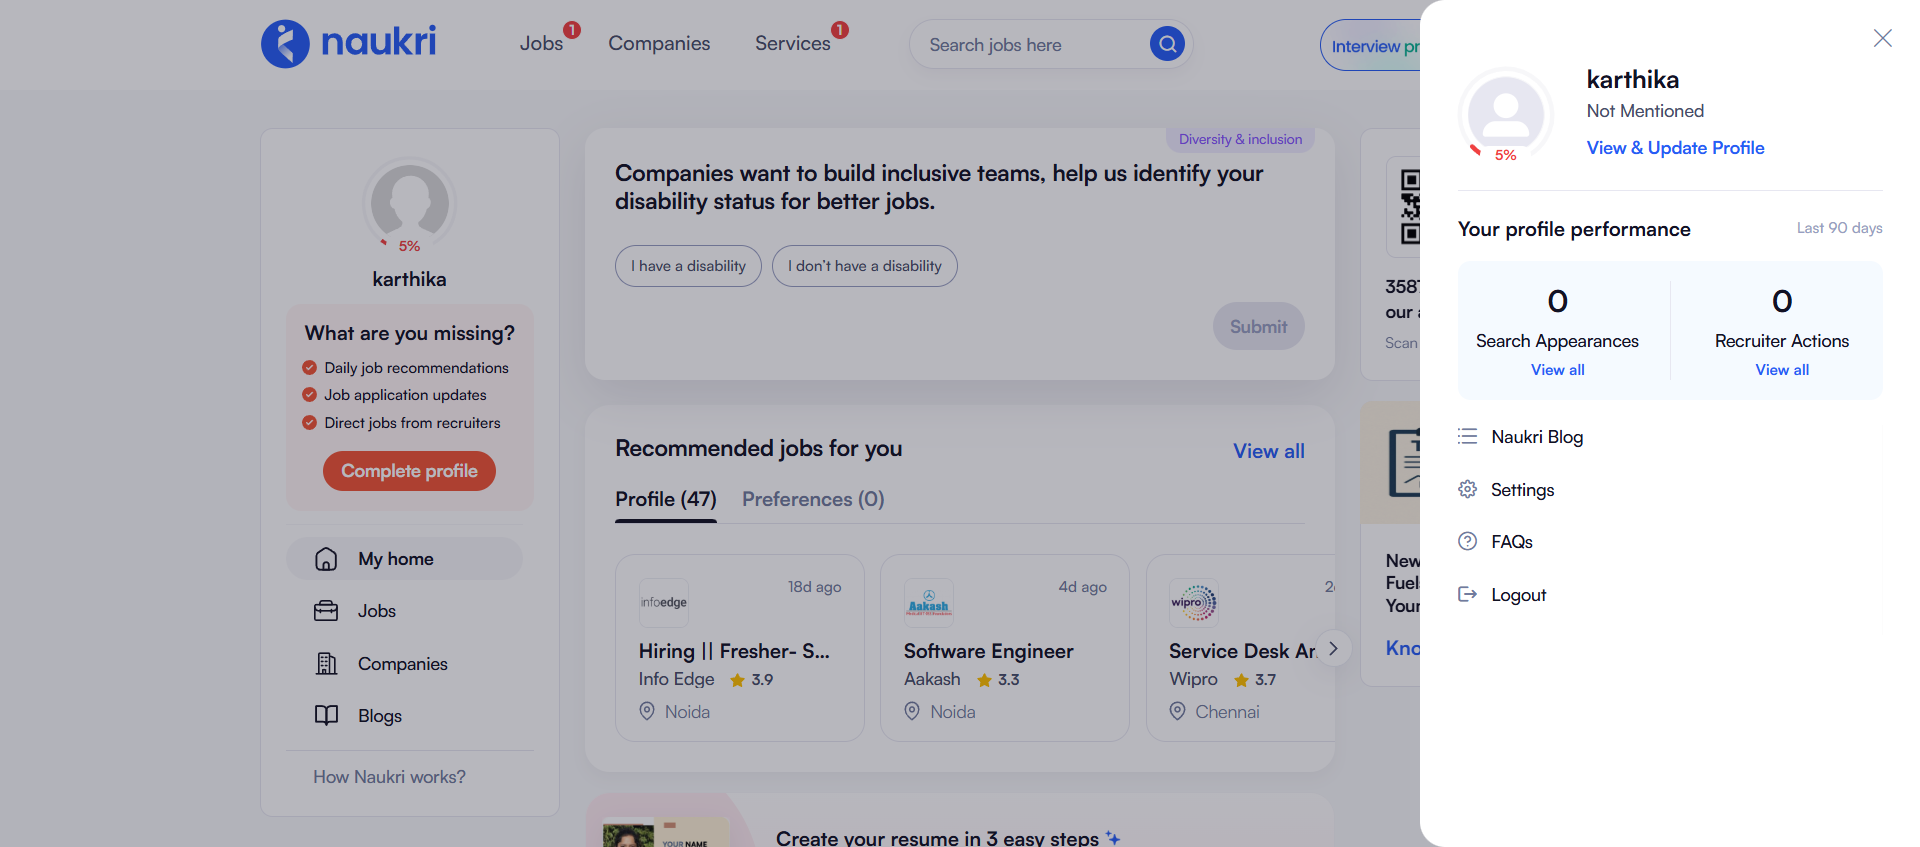 naukri
Jobs 1
Companies
Services 1
Search jobs here
Interview pr
5%
karthika
What are you missing?
Daily job recommendations
Job application updates
Direct jobs from recruiters
Complete profile
My home
Jobs
Companies
Blogs
How Naukri works?
Diversity & inclusion
Companies want to build inclusive teams, help us identify your
disability status for better jobs.
I have a disability
I don't have a disability
Submit
Recommended jobs for you
View all
Profile (47)
Preferences (0)
infoedge
18d ago
Hiring || Fresher- S...
Info Edge 3.9
Noida
Aakash
4d ago
Software Engineer
Aakash 3.3
Noida
wipro
2
Service Desk An
Wipro 3.7
Chennai
Create your resume in 3 easy steps
YOUR NAME
3587
our a
Scan
New
Fuel
Your
Kno
karthika
Not Mentioned
View & Update Profile
5%
Your profile performance
Last 90 days
0
Search Appearances
View all
0
Recruiter Actions
View all
Naukri Blog
Settings
FAQs
Logout